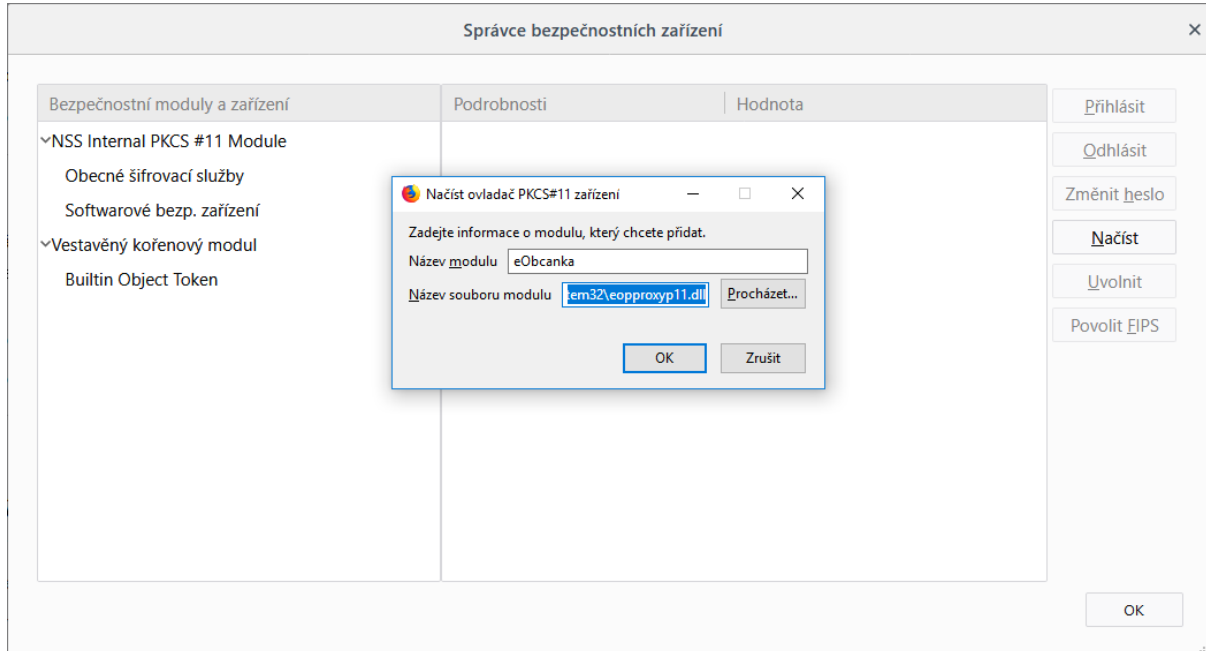 Správce bezpečnostních zařízení
Bezpečnostní moduly a zařízení Podrobnosti Hodnota
NSS Internal PKCS #11 Module
Obecné šifrovací služby
Softwarové bezp. zařízení
Vestavěný kořenový modul
Builtin Object Token
Načíst ovladač PKCS#11 zařízení
Zadejte informace o modulu, který chcete přidat.
Název modulu eObcanka
Název souboru modulu tem32\eopproxyp11.dll Procházet...
OK Zrušit
Přihlásit
Odhlásit
Změnit heslo
Načíst
Uvolnit
Povolit FIPS
OK